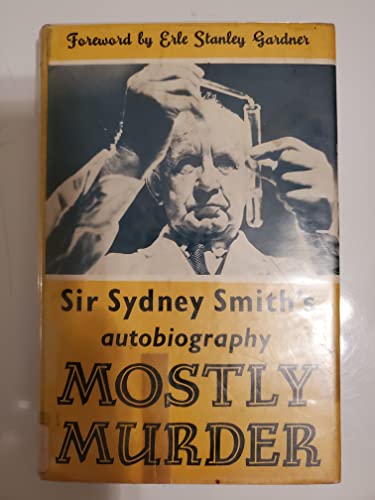 Foreword by Erle Stanley Gardner
Sir Sydney Smith's
autobiography
MOSTLY
MURDER